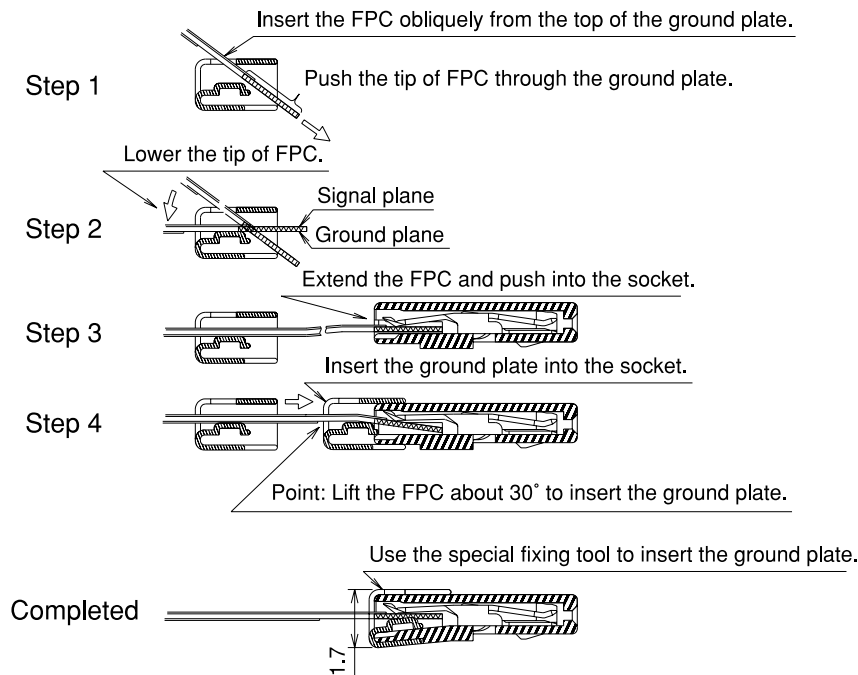 Insert the FPC obliquely from the top of the ground plate.
Step 1
Push the tip of FPC through the ground plate.
Lower the tip of FPC.
Signal plane
Step 2
Ground plane
Extend the FPC and push into the socket.
Step 3
Insert the ground plate into the socket.
Step 4
Point: Lift the FPC about 30˚ to insert the ground plate.
Use the special fixing tool to insert the ground plate.
Completed
1.7